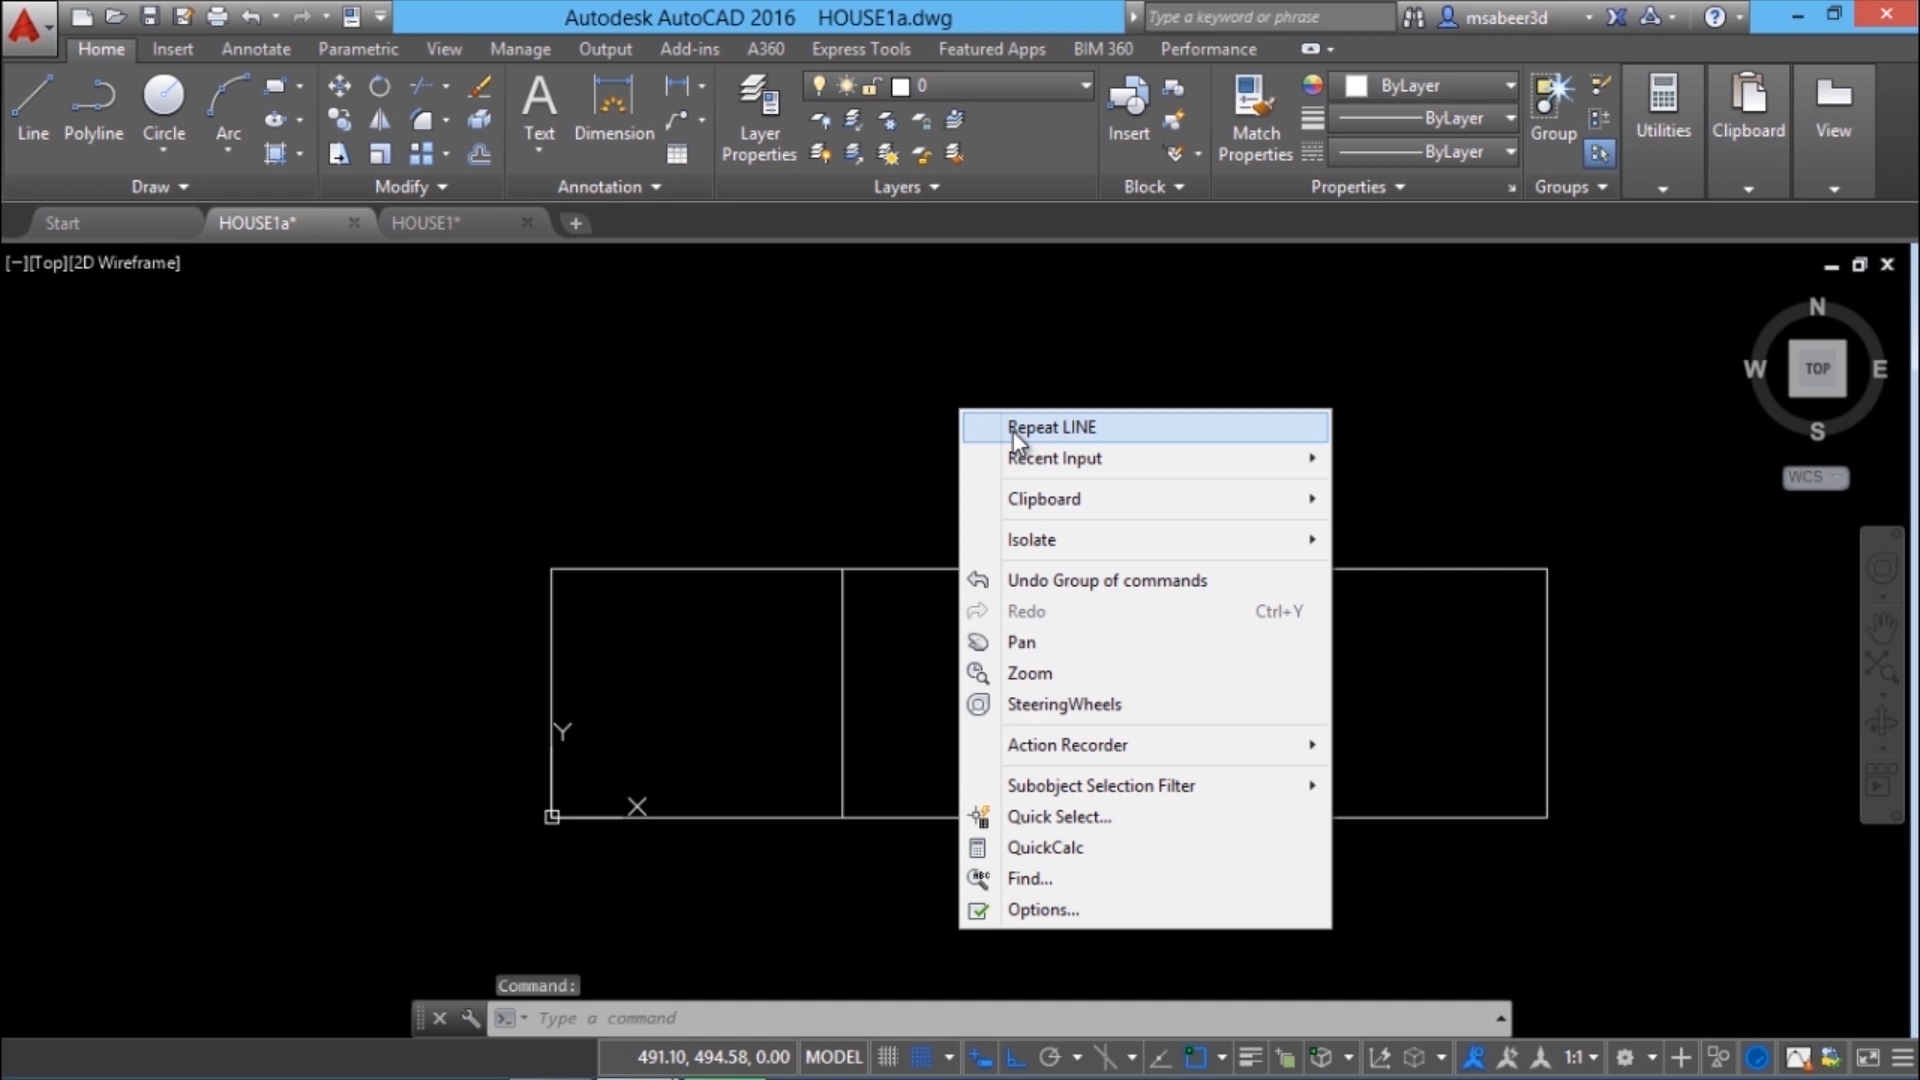 Autodesk AutoCAD 2016 HOUSE1a.dwg
Type a keyword or phrase
msabeer3d
Home Insert Annotate Parametric View Manage Output Add-ins A360 Express Tools Featured Apps BIM 360 Performance
0
ByLayer
ByLayer
ByLayer
Line Polyline Circle Arc
Text Dimension
Layer Properties
Insert
Match Properties
Group
Utilities Clipboard View
Draw Modify Annotation Layers Block Properties Groups
Start HOUSE1a* HOUSE1*
[−][Top][2D Wireframe]
N
W TOP E
S
WCS
Repeat LINE
Recent Input
Clipboard
Isolate
Undo Group of commands
Redo Ctrl+Y
Pan
Zoom
SteeringWheels
Action Recorder
Subobject Selection Filter
Quick Select...
QuickCalc
Find...
Options...
Y
X
Command:
Type a command
491.10, 494.58, 0.00 MODEL 1:1